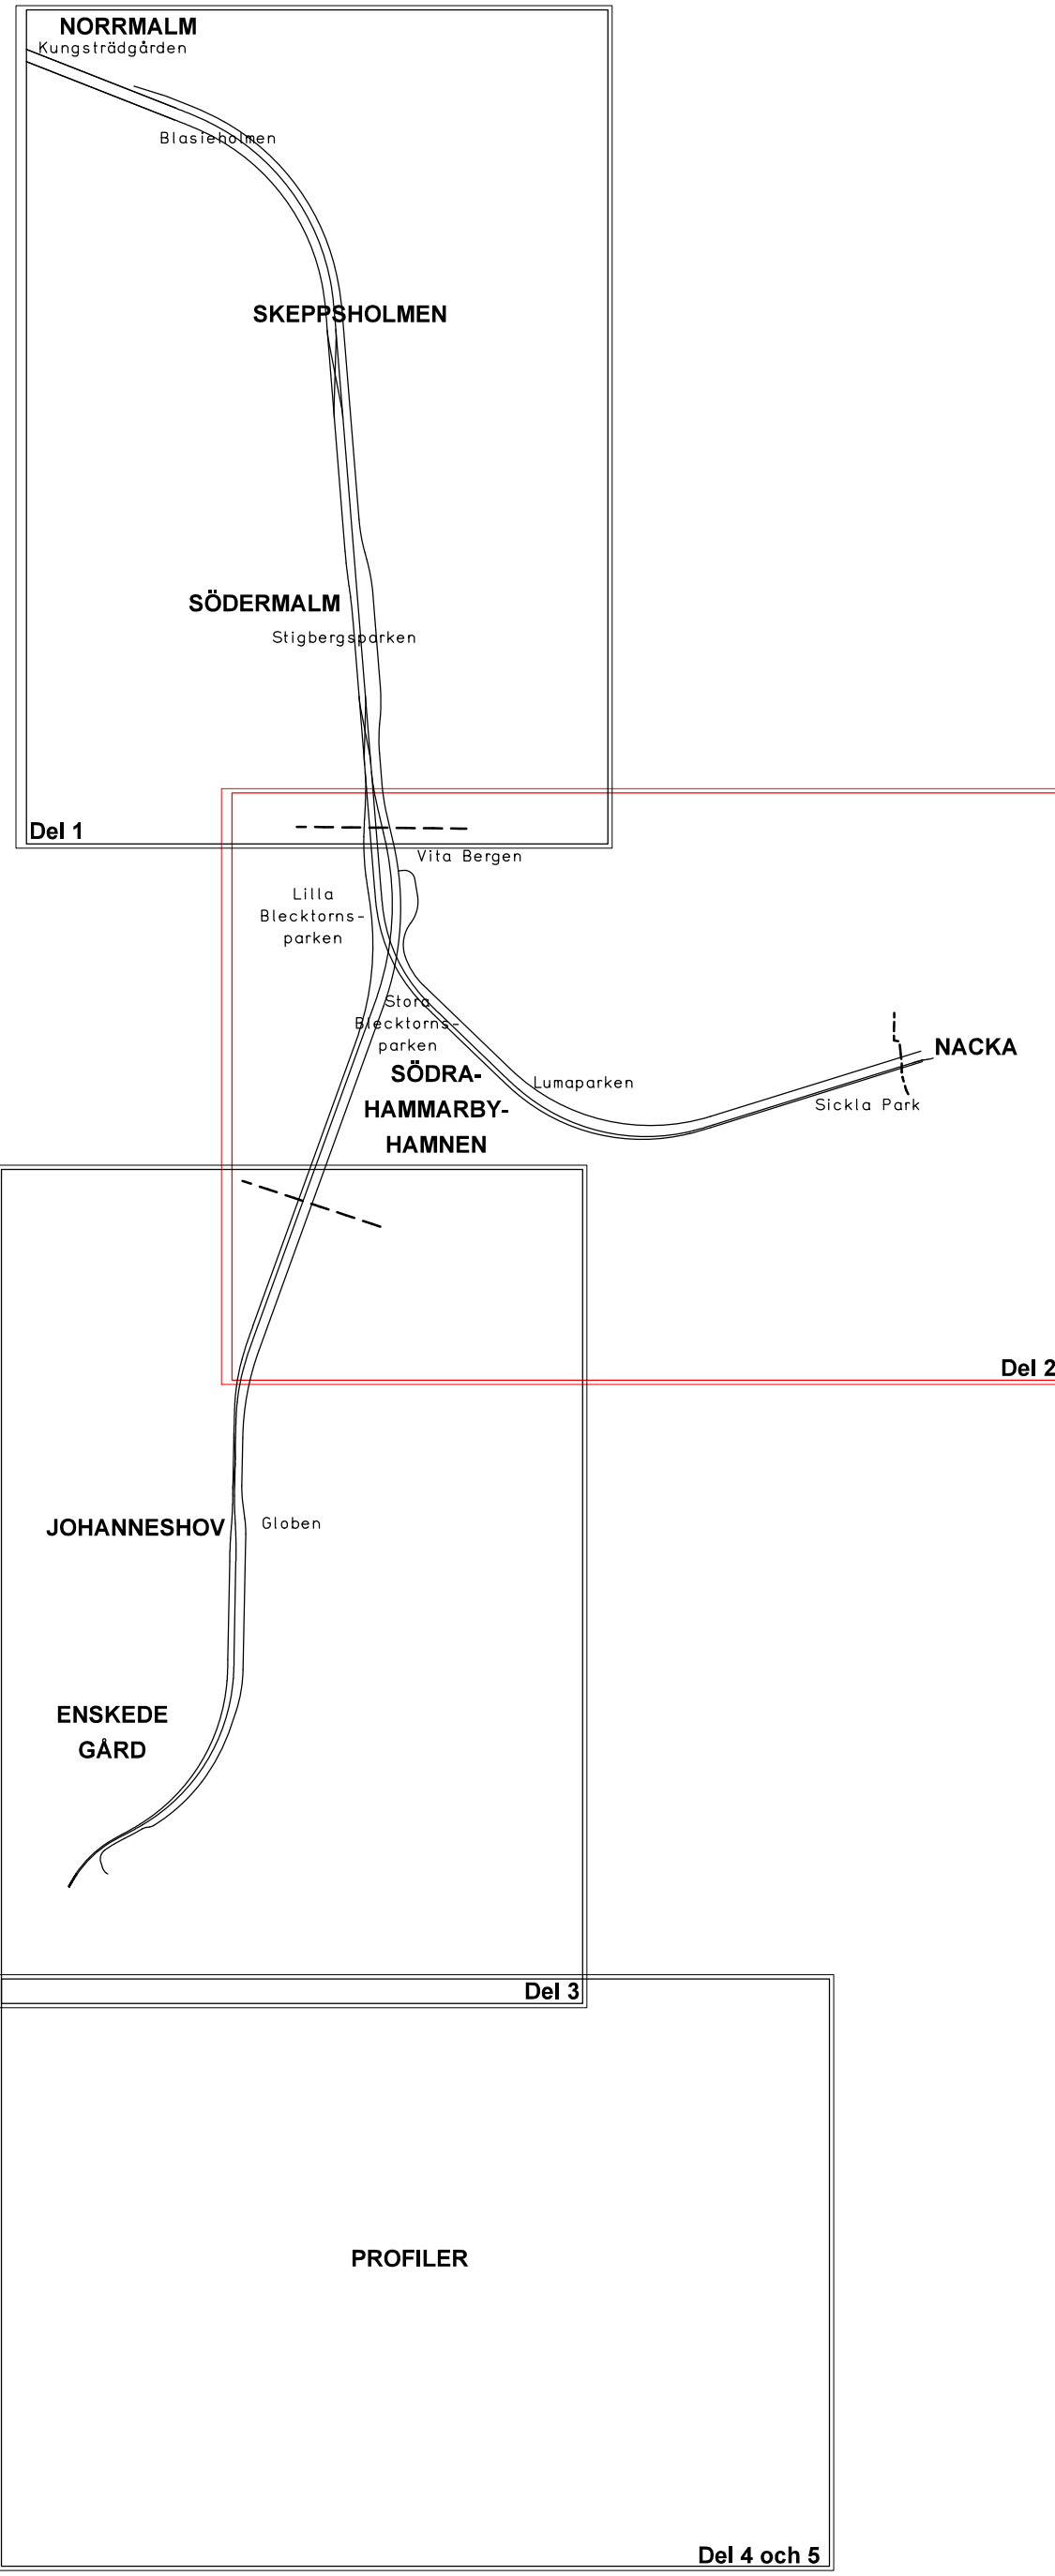 NORRMALM
Kungsträdgården
Blasieholmen
SKEPPSHOLMEN
SÖDERMALM
Stigbergsparken
Del 1
Vita Bergen
Lilla
Blecktorns-
parken
Stora
Blecktorns-
parken
NACKA
SÖDRA-
HAMMARBY-
HAMNEN
Lumaparken
Sickla Park
Del 2
JOHANNESHOV
Globen
ENSKEDE
GÅRD
Del 3
PROFILER
Del 4 och 5